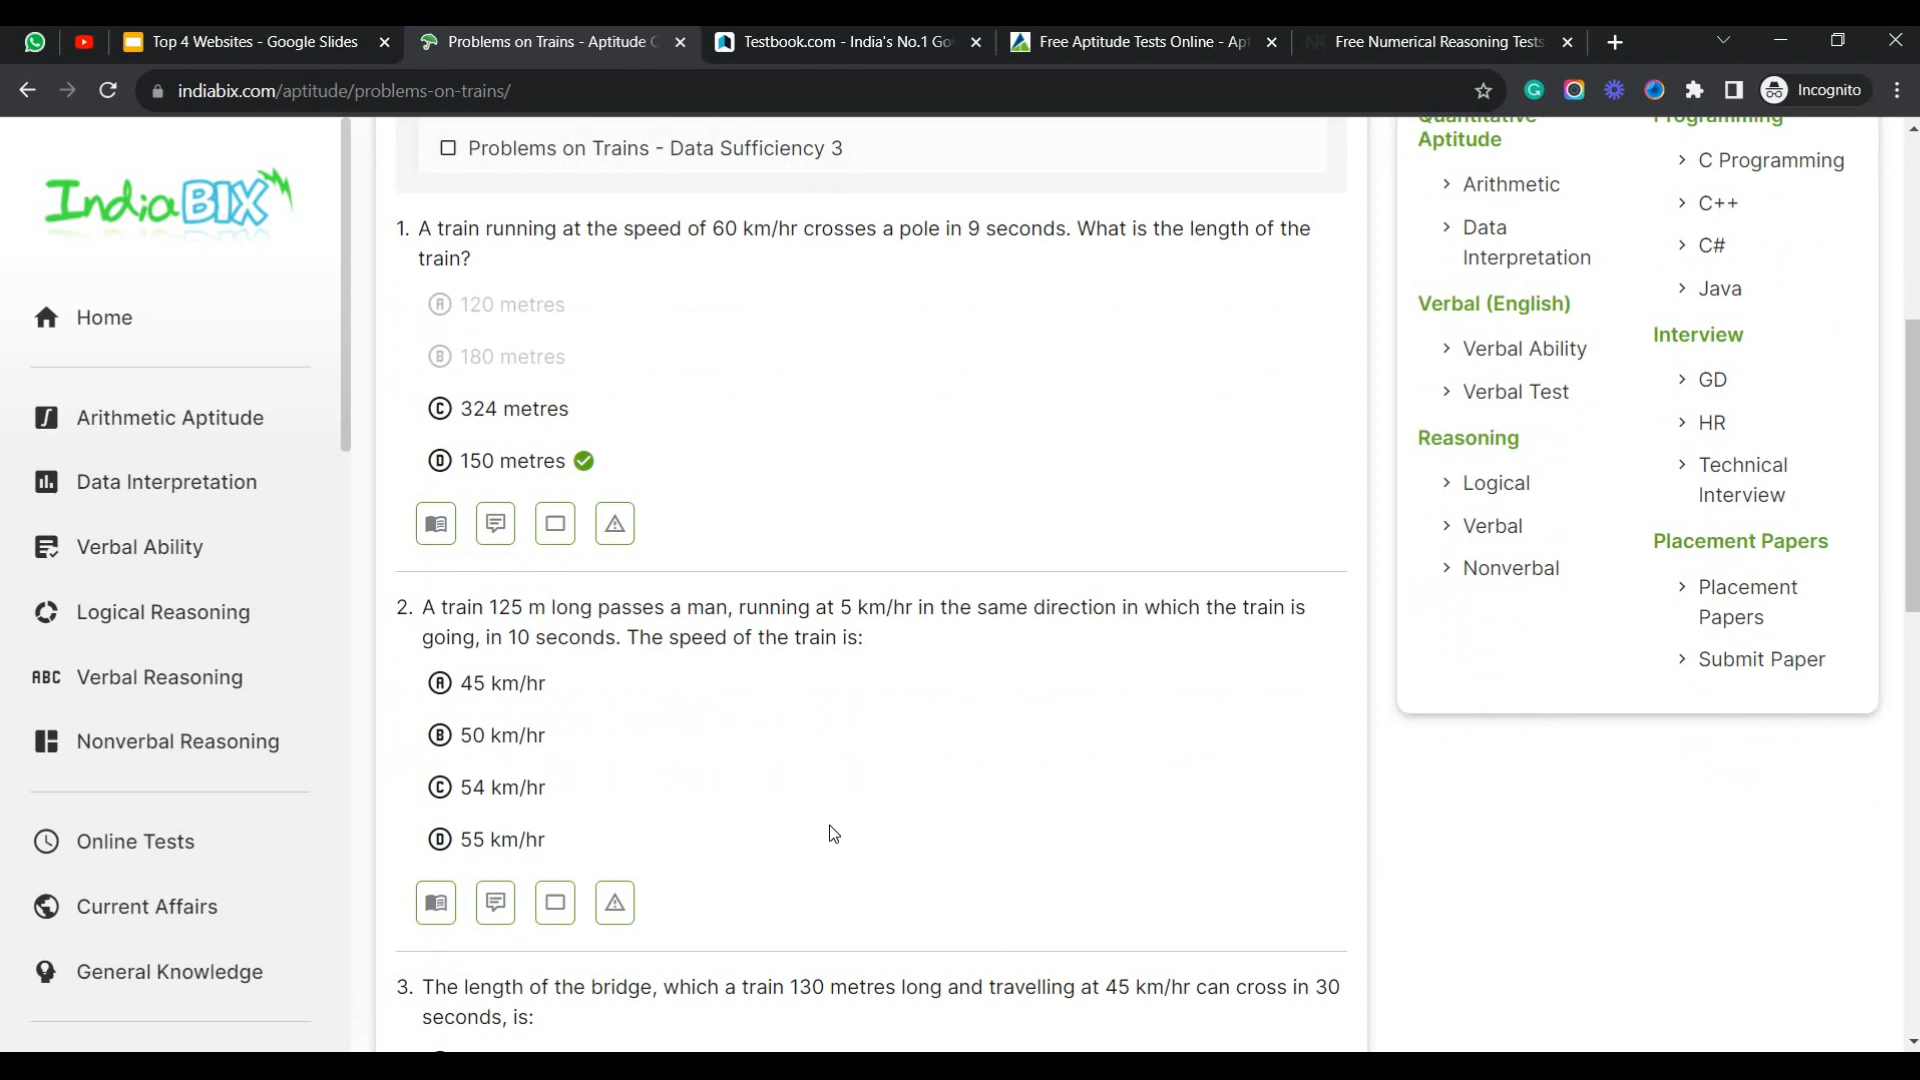 Top 4 Websites - Google Slides
Problems on Trains - Aptitude
Testbook.com - India's No.1 Go
Free Aptitude Tests Online - Apt
Free Numerical Reasoning Tests
indiabix.com/aptitude/problems-on-trains/
Incognito
IndiaBIX
Home
Arithmetic Aptitude
Data Interpretation
Verbal Ability
Logical Reasoning
ABC Verbal Reasoning
Nonverbal Reasoning
Online Tests
Current Affairs
General Knowledge
Problems on Trains - Data Sufficiency 3
1. A train running at the speed of 60 km/hr crosses a pole in 9 seconds. What is the length of the
train?
A 120 metres
B 180 metres
C 324 metres
D 150 metres
2. A train 125 m long passes a man, running at 5 km/hr in the same direction in which the train is
going, in 10 seconds. The speed of the train is:
A 45 km/hr
B 50 km/hr
C 54 km/hr
D 55 km/hr
3. The length of the bridge, which a train 130 metres long and travelling at 45 km/hr can cross in 30
seconds, is:
Quantitative
Aptitude
Arithmetic
Data
Interpretation
Verbal (English)
Verbal Ability
Verbal Test
Reasoning
Logical
Verbal
Nonverbal
Programming
C Programming
C++
C#
Java
Interview
GD
HR
Technical
Interview
Placement Papers
Placement
Papers
Submit Paper